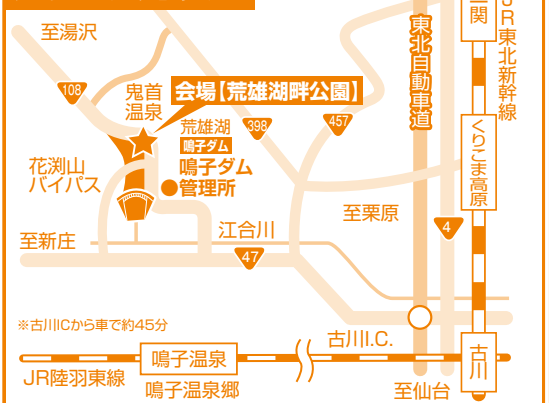 至湯沢
108
鬼首
温泉
会場【荒雄湖畔公園】
荒雄湖
398
457
鳴子ダム
鳴子ダム
管理所
花渕山
バイパス
至新庄
江合川
47
至栗原
4
東北自動車道
一関
JR東北新幹線
くりこま高原
※古川ICから車で約45分
古川I.C.
古川
鳴子温泉
JR陸羽東線
鳴子温泉郷
至仙台